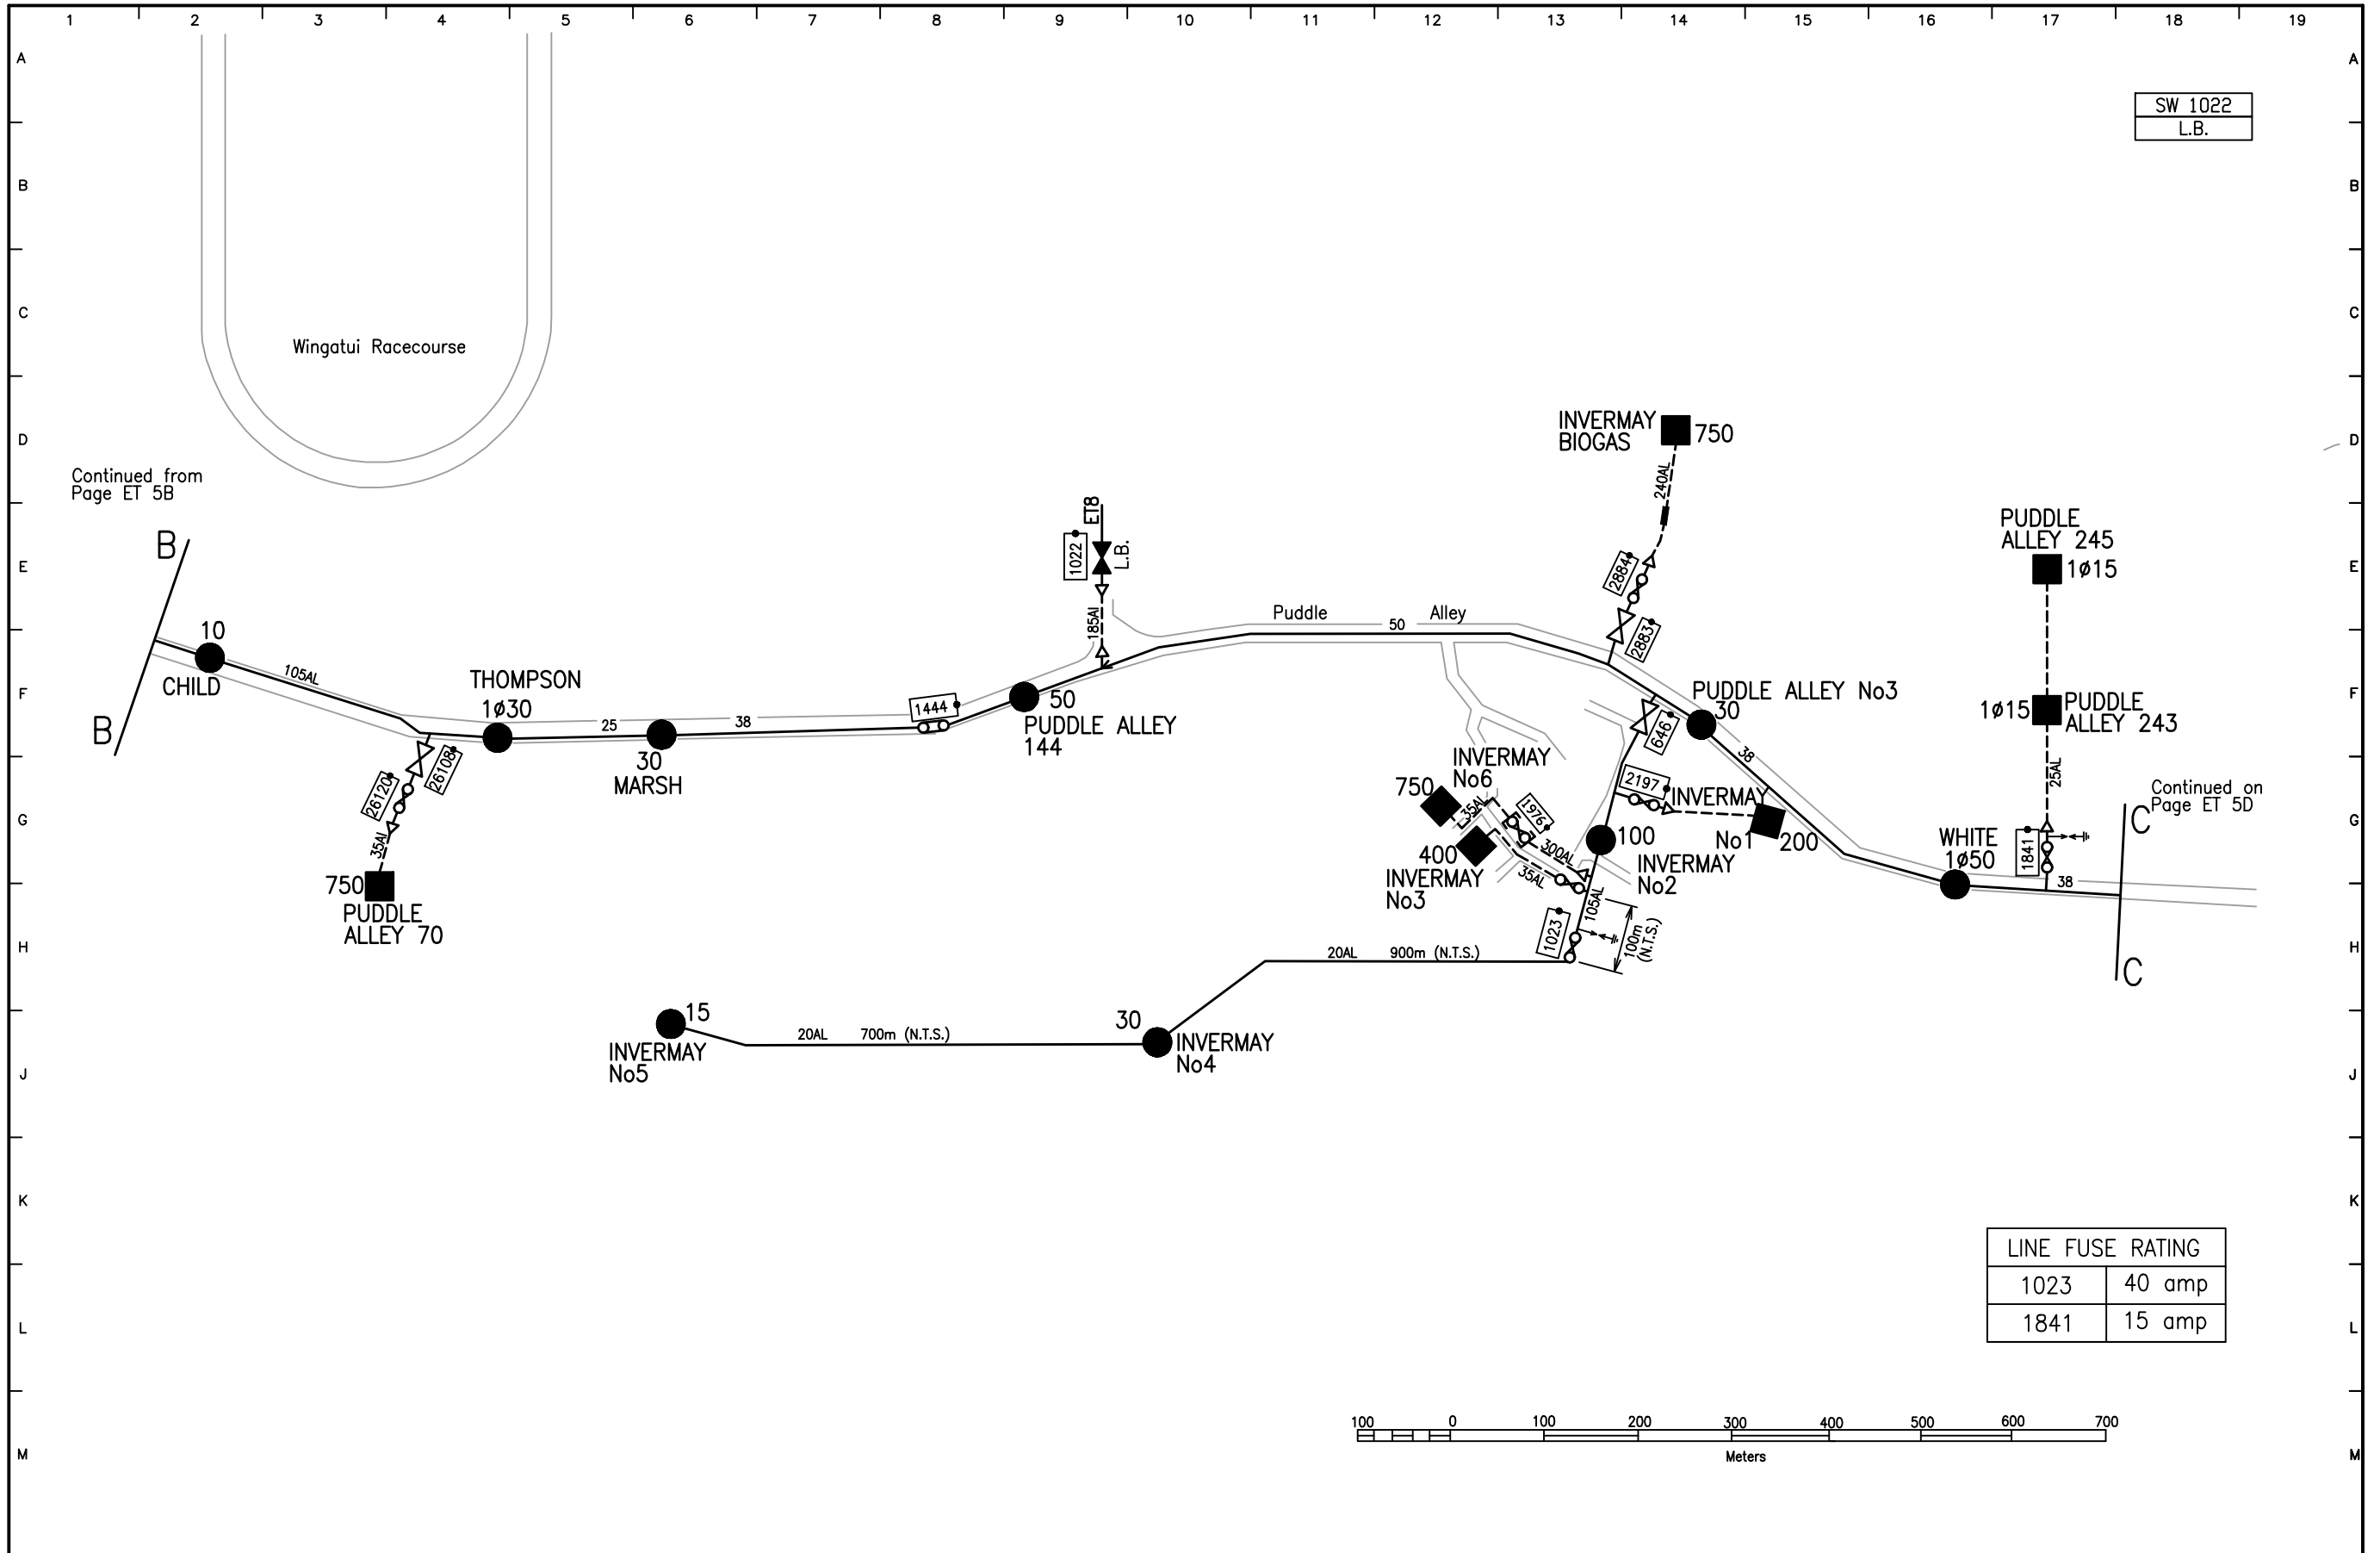 1 2 3 4 5 6 7 8 9 10 11 12 13 14 15 16 17 18 19
A A
SW 1022
L.B.
B B
C C
Wingatui Racecourse
D D
INVERMAY
BIOGAS
750
240AL
Continued from
Page ET 5B
B
B
E E
ET8
1022
L.B.
185Al
2884
2883
PUDDLE
ALLEY 245
1ø15
Puddle Alley
50
F F
10
CHILD
105AL
THOMPSON
1ø30
25
38
1444
50
PUDDLE ALLEY
144
PUDDLE ALLEY No3
30
646
38
1ø15
PUDDLE
ALLEY 243
25AL
26120
26108
35Al
30
MARSH
INVERMAY
No6
750
35AL
1976
2197
INVERMAY
No1
200
Continued on
Page ET 5D
C
C
G G
400
INVERMAY
No3
300AL
35AL
100
INVERMAY
No2
WHITE
1ø50
1841
38
750
PUDDLE
ALLEY 70
H H
105AL
1023
100m
(N.T.S.)
20AL 900m (N.T.S.)
15
INVERMAY
No5
20AL 700m (N.T.S.)
30
INVERMAY
No4
J J
K K
LINE FUSE RATING
1023 40 amp
1841 15 amp
L L
100 0 100 200 300 400 500 600 700
Meters
M M